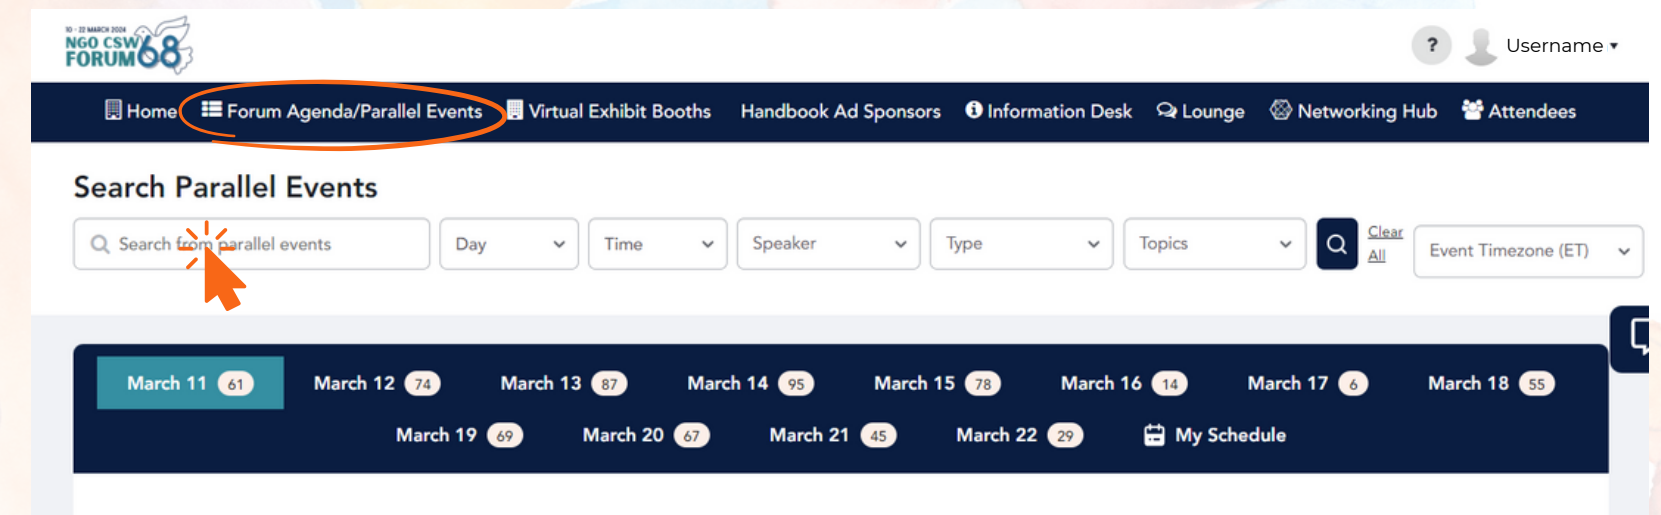 10 - 22 MARCH 2024
NGO CSW 68
FORUM
? Username
Home Forum Agenda/Parallel Events Virtual Exhibit Booths Handbook Ad Sponsors Information Desk Lounge Networking Hub Attendees
Search Parallel Events
Search from parallel events Day Time Speaker Type Topics Clear All Event Timezone (ET)
March 11 61 March 12 74 March 13 87 March 14 95 March 15 78 March 16 14 March 17 6 March 18 55
March 19 69 March 20 67 March 21 45 March 22 29 My Schedule